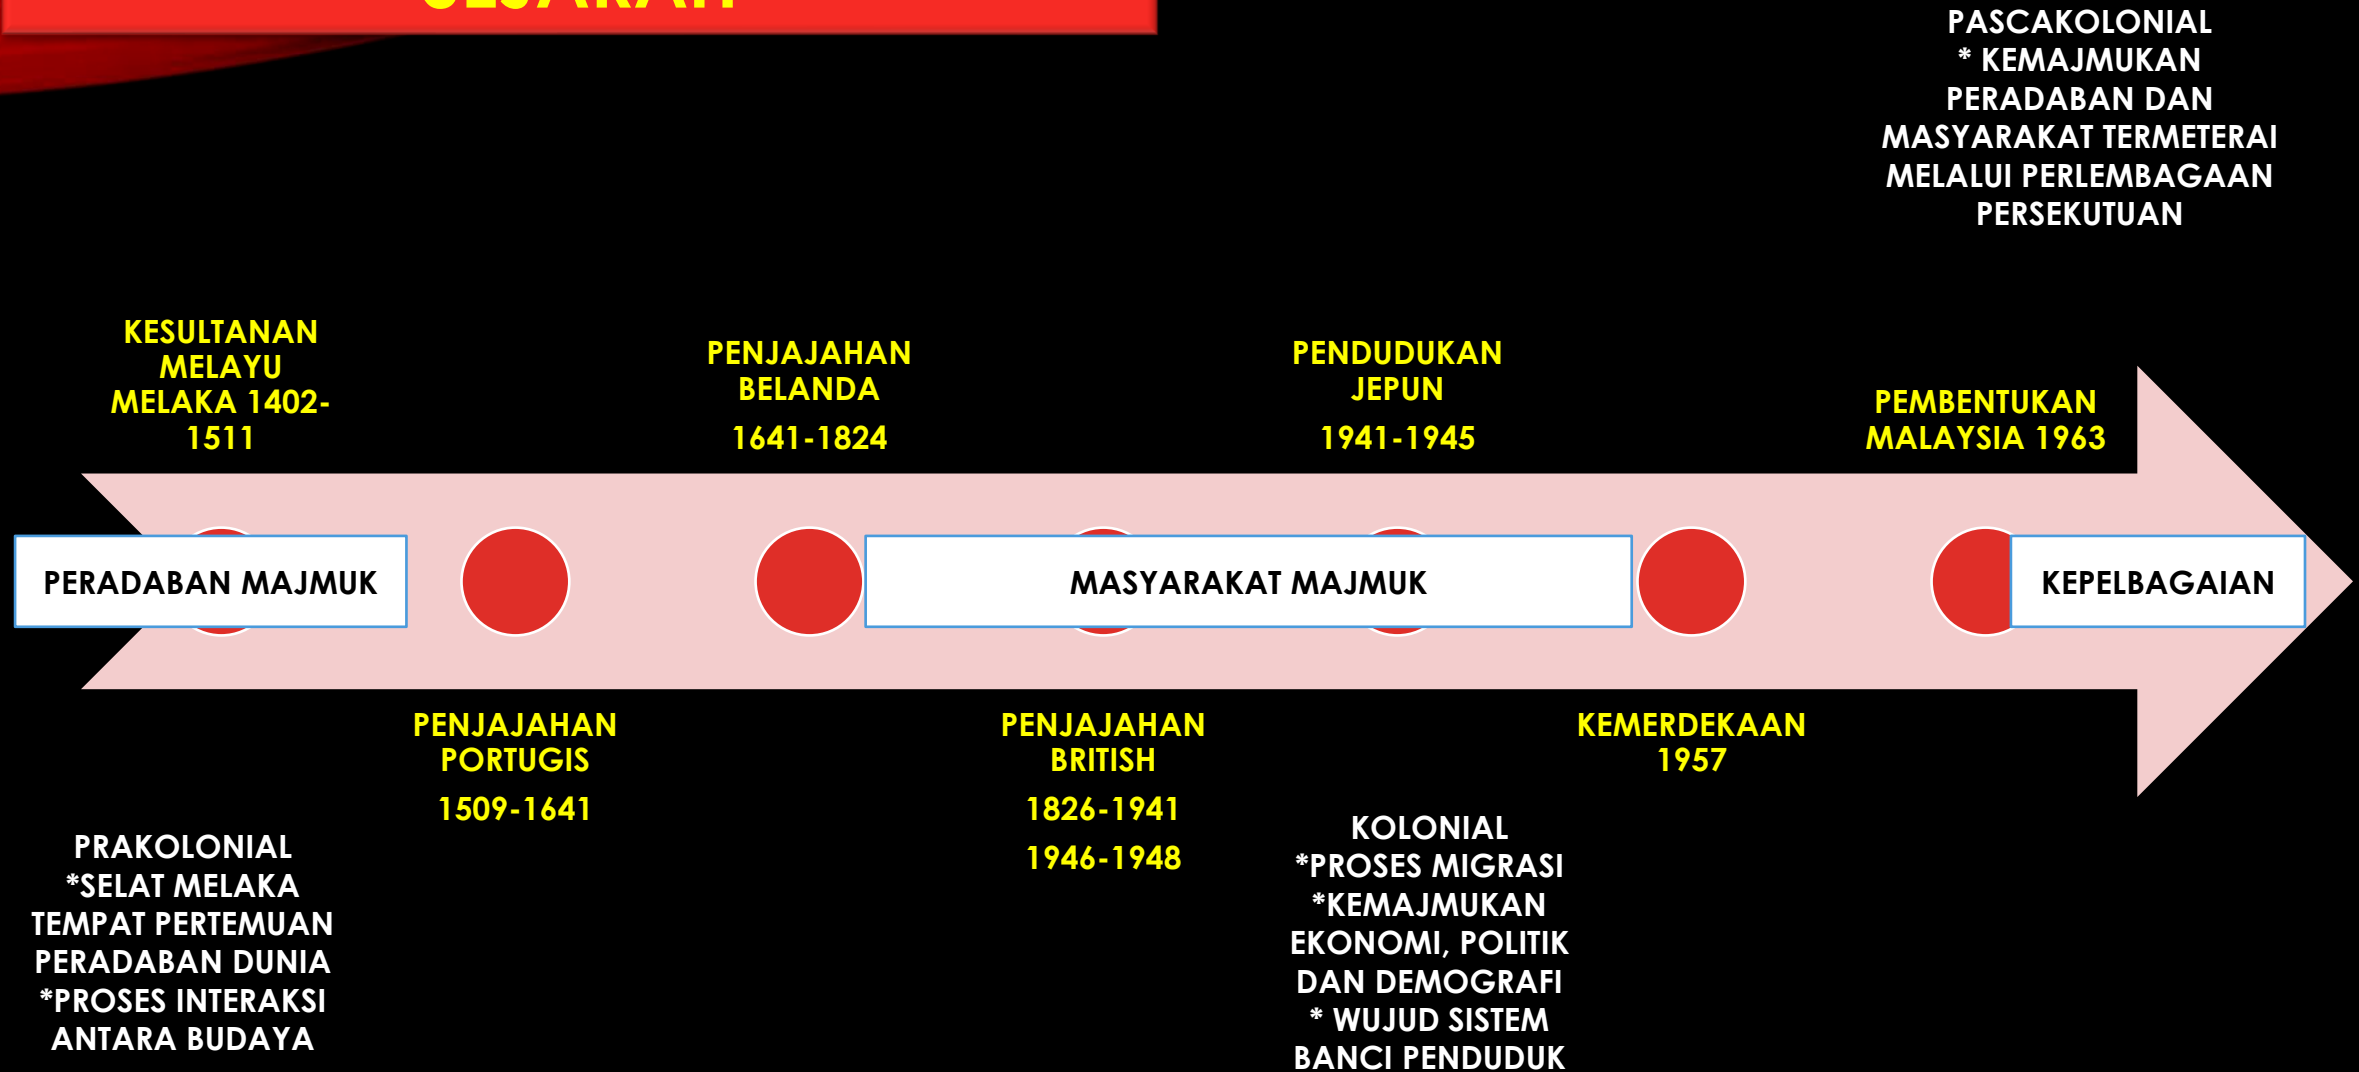 PASCAKOLONIAL
* KEMAJMUKAN
PERADABAN DAN
MASYARAKAT TERMETERAI
MELALUI PERLEMBAGAAN
PERSEKUTUAN
KESULTANAN
MELAYU
MELAKA 1402-
1511
PENJAJAHAN
BELANDA
1641-1824
PENDUDUKAN
JEPUN
1941-1945
PEMBENTUKAN
MALAYSIA 1963
PERADABAN MAJMUK
MASYARAKAT MAJMUK
KEPELBAGAIAN
PENJAJAHAN
PORTUGIS
1509-1641
PENJAJAHAN
BRITISH
1826-1941
1946-1948
KEMERDEKAAN
1957
PRAKOLONIAL
*SELAT MELAKA
TEMPAT PERTEMUAN
PERADABAN DUNIA
*PROSES INTERAKSI
ANTARA BUDAYA
KOLONIAL
*PROSES MIGRASI
*KEMAJMUKAN
EKONOMI, POLITIK
DAN DEMOGRAFI
* WUJUD SISTEM
BANCI PENDUDUK